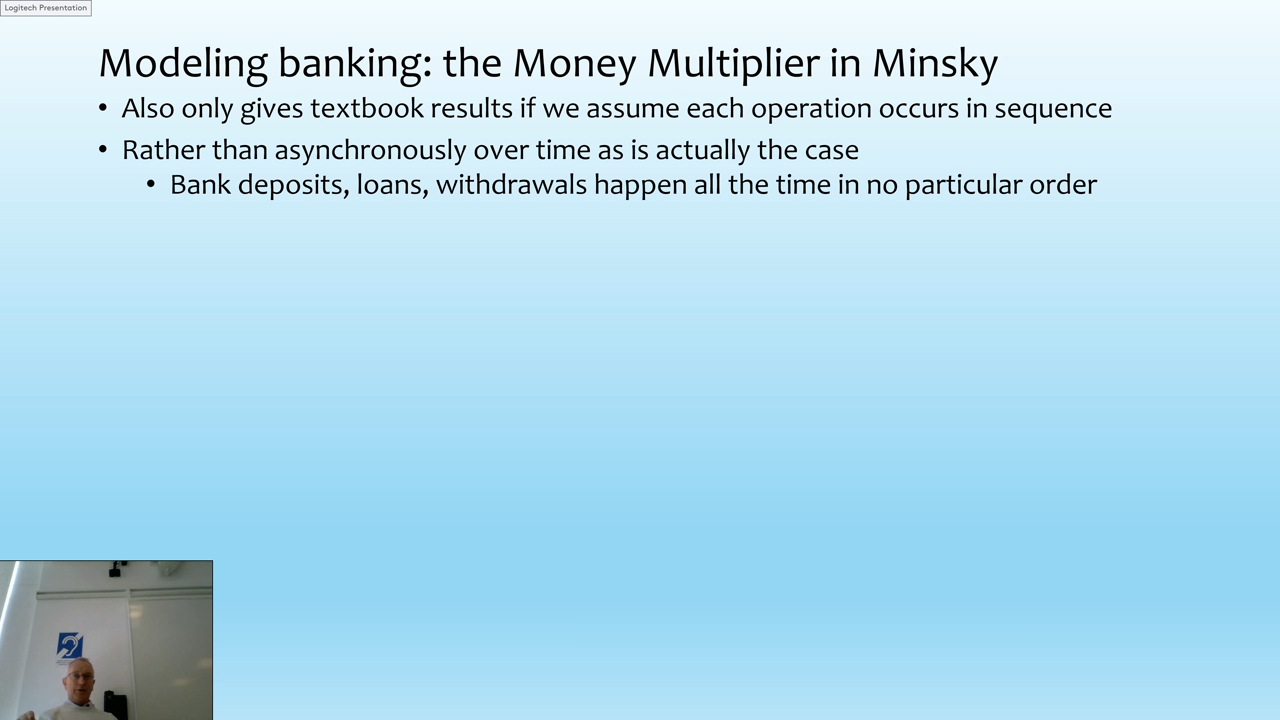 Logitech Presentation
Modeling banking: the Money Multiplier in Minsky
• Also only gives textbook results if we assume each operation occurs in sequence
• Rather than asynchronously over time as is actually the case
• Bank deposits, loans, withdrawals happen all the time in no particular order